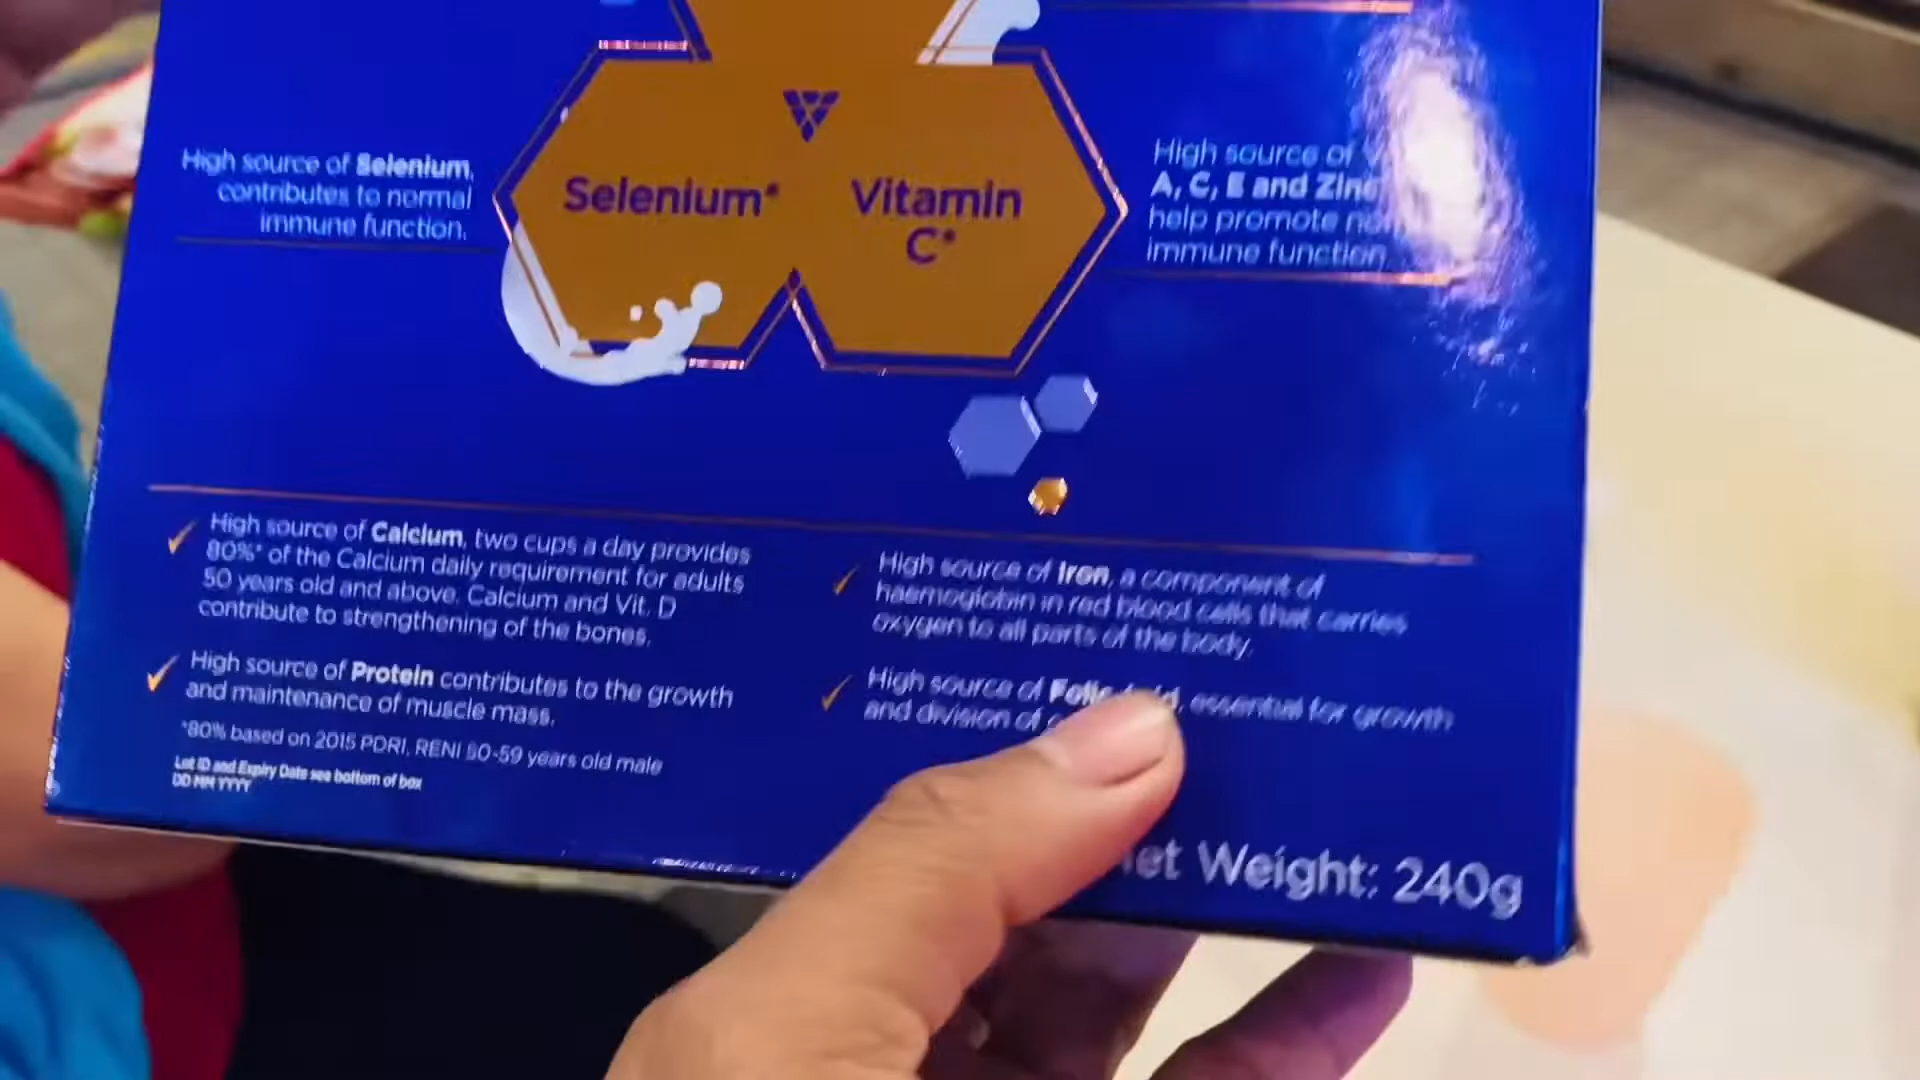 High source of Selenium,
contributes to normal
immune function.
Selenium*
Vitamin
C*
High source of
A, C, E and Zinc
help promote
immune function
High source of Calcium, two cups a day provides
80%* of the Calcium daily requirement for adults
50 years old and above. Calcium and Vit. D
contribute to strengthening of the bones.
High source of Protein contributes to the growth
and maintenance of muscle mass.
*80% based on 2015 PDRI, RENI 50-59 years old male
Lot ID and Expiry Date see bottom of box
DD MM YYYY
High source of Iron, a component of
haemoglobin in red blood cells that carries
oxygen to all parts of the body.
High source of Folic, essential for growth
and division of
Weight: 240g